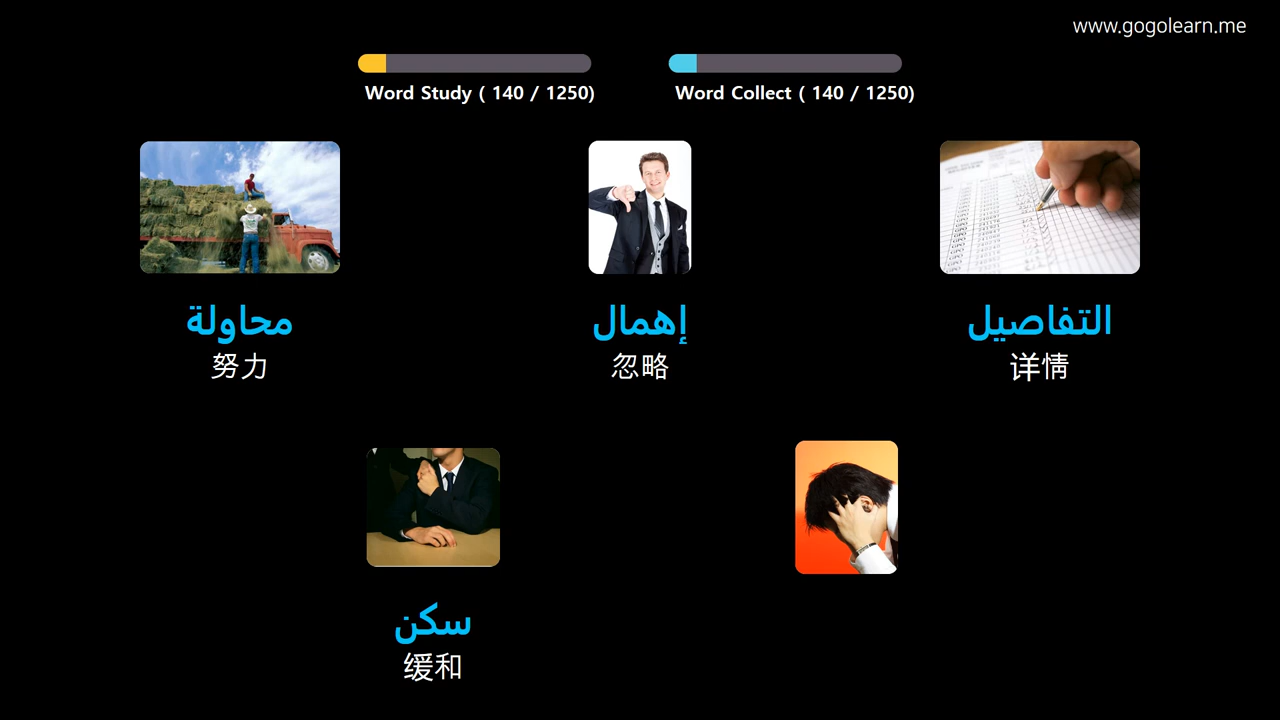 www.gogolearn.me
Word Study ( 140 / 1250)
Word Collect ( 140 / 1250)
محاولة
努力
إهمال
忽略
التفاصيل
详情
سكن
缓和